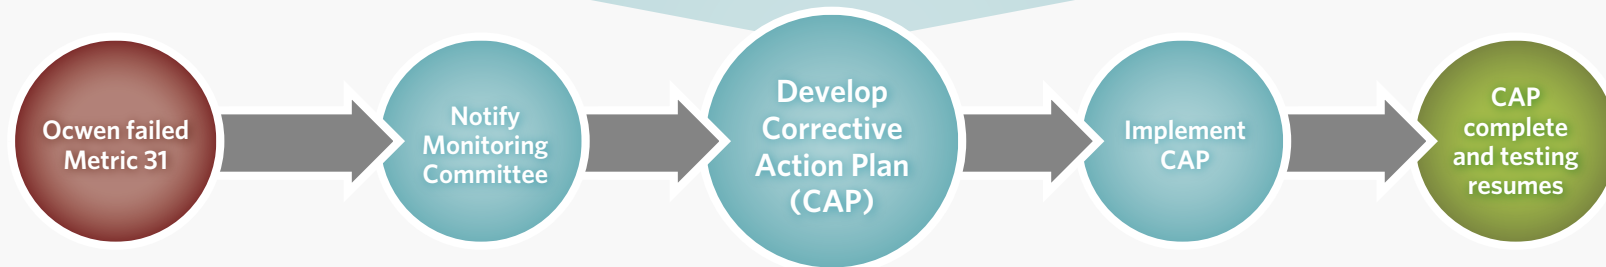 Ocwen failed
Metric 31
Notify
Monitoring
Committee
Develop
Corrective
Action Plan
(CAP)
Implement
CAP
CAP
complete
and testing
resumes